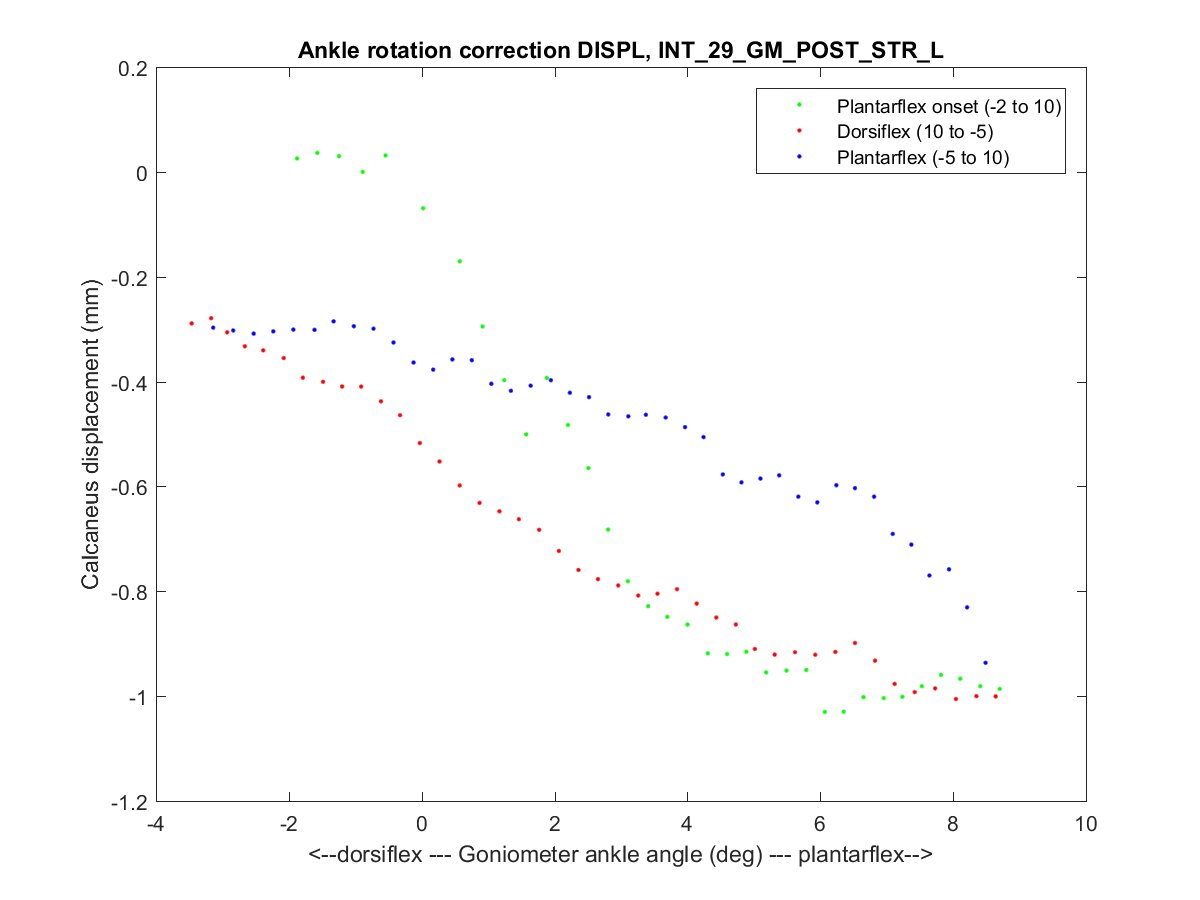 Ankle rotation correction DISPL, INT_29_GM_POST_STR_L
0.2
0
-0.2
-0.4
-0.6
-0.8
-1
-1.2
Calcaneus displacement (mm)
Plantarflex onset (-2 to 10)
Dorsiflex (10 to -5)
Plantarflex (-5 to 10)
-4 -2 0 2 4 6 8 10
<--dorsiflex --- Goniometer ankle angle (deg) --- plantarflex-->